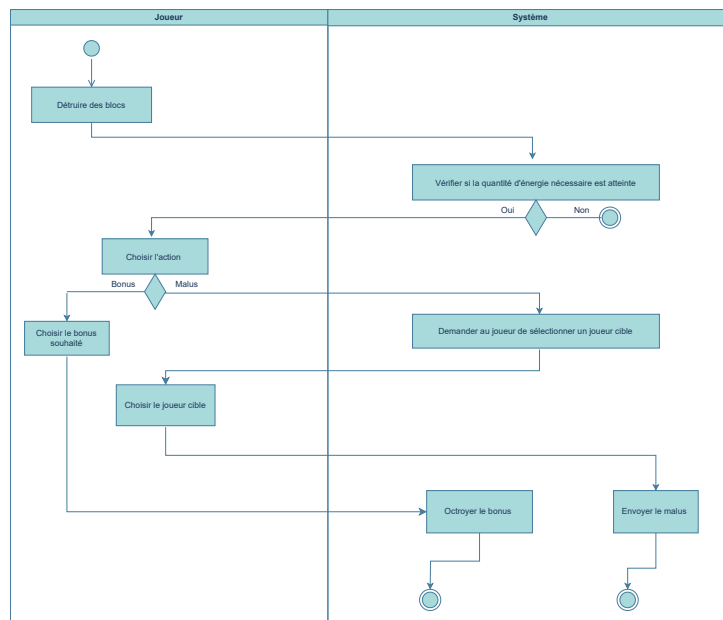 Joueur
Système
Détruire des blocs
Vérifier si la quantité d'énergie nécessaire est atteinte
Oui
Non
Choisir l'action
Bonus
Malus
Choisir le bonus
souhaité
Demander au joueur de sélectionner un joueur cible
Choisir le joueur cible
Octroyer le bonus
Envoyer le malus